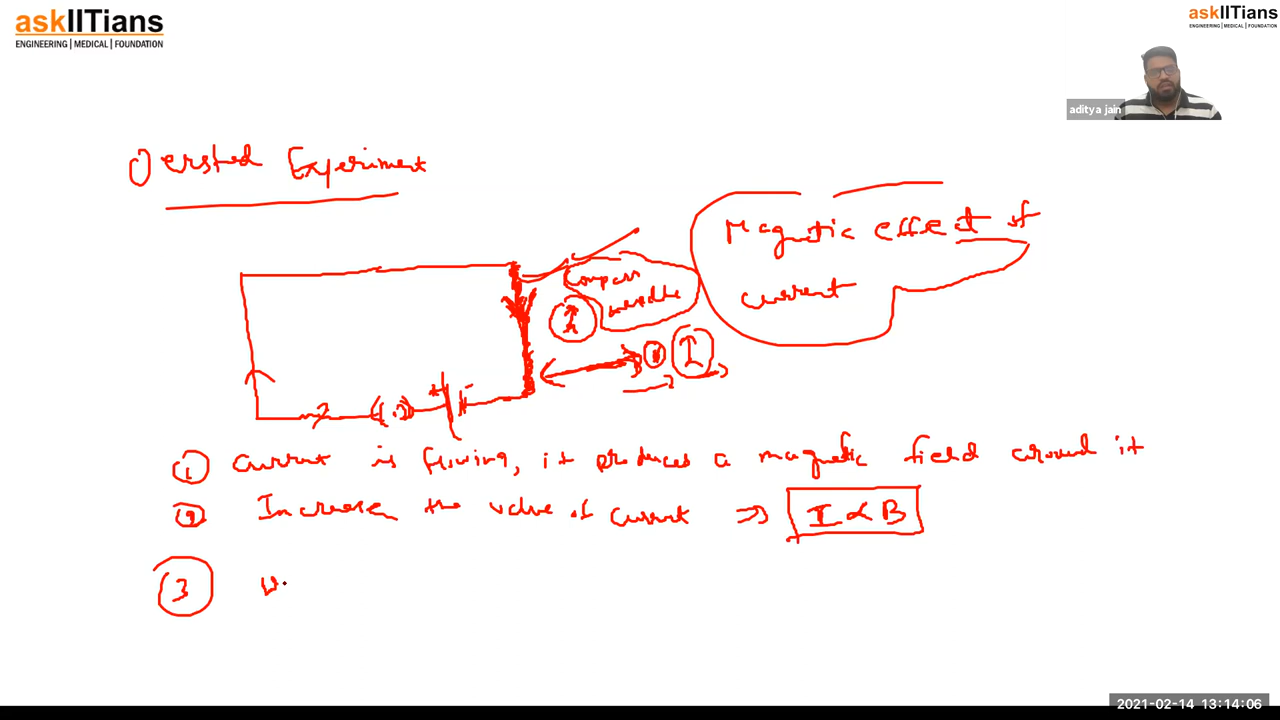 askIITians
ENGINEERING | MEDICAL | FOUNDATION
askIITians
ENGINEERING | MEDICAL | FOUNDATION
aditya jain
Oersted Experiment
Magnetic effect of
current
Compass
needle
I
① Current is flowing, it produces a magnetic field around it
② Increase the value of current ⇒ I ∝ B
③
2021-02-14 13:14:06